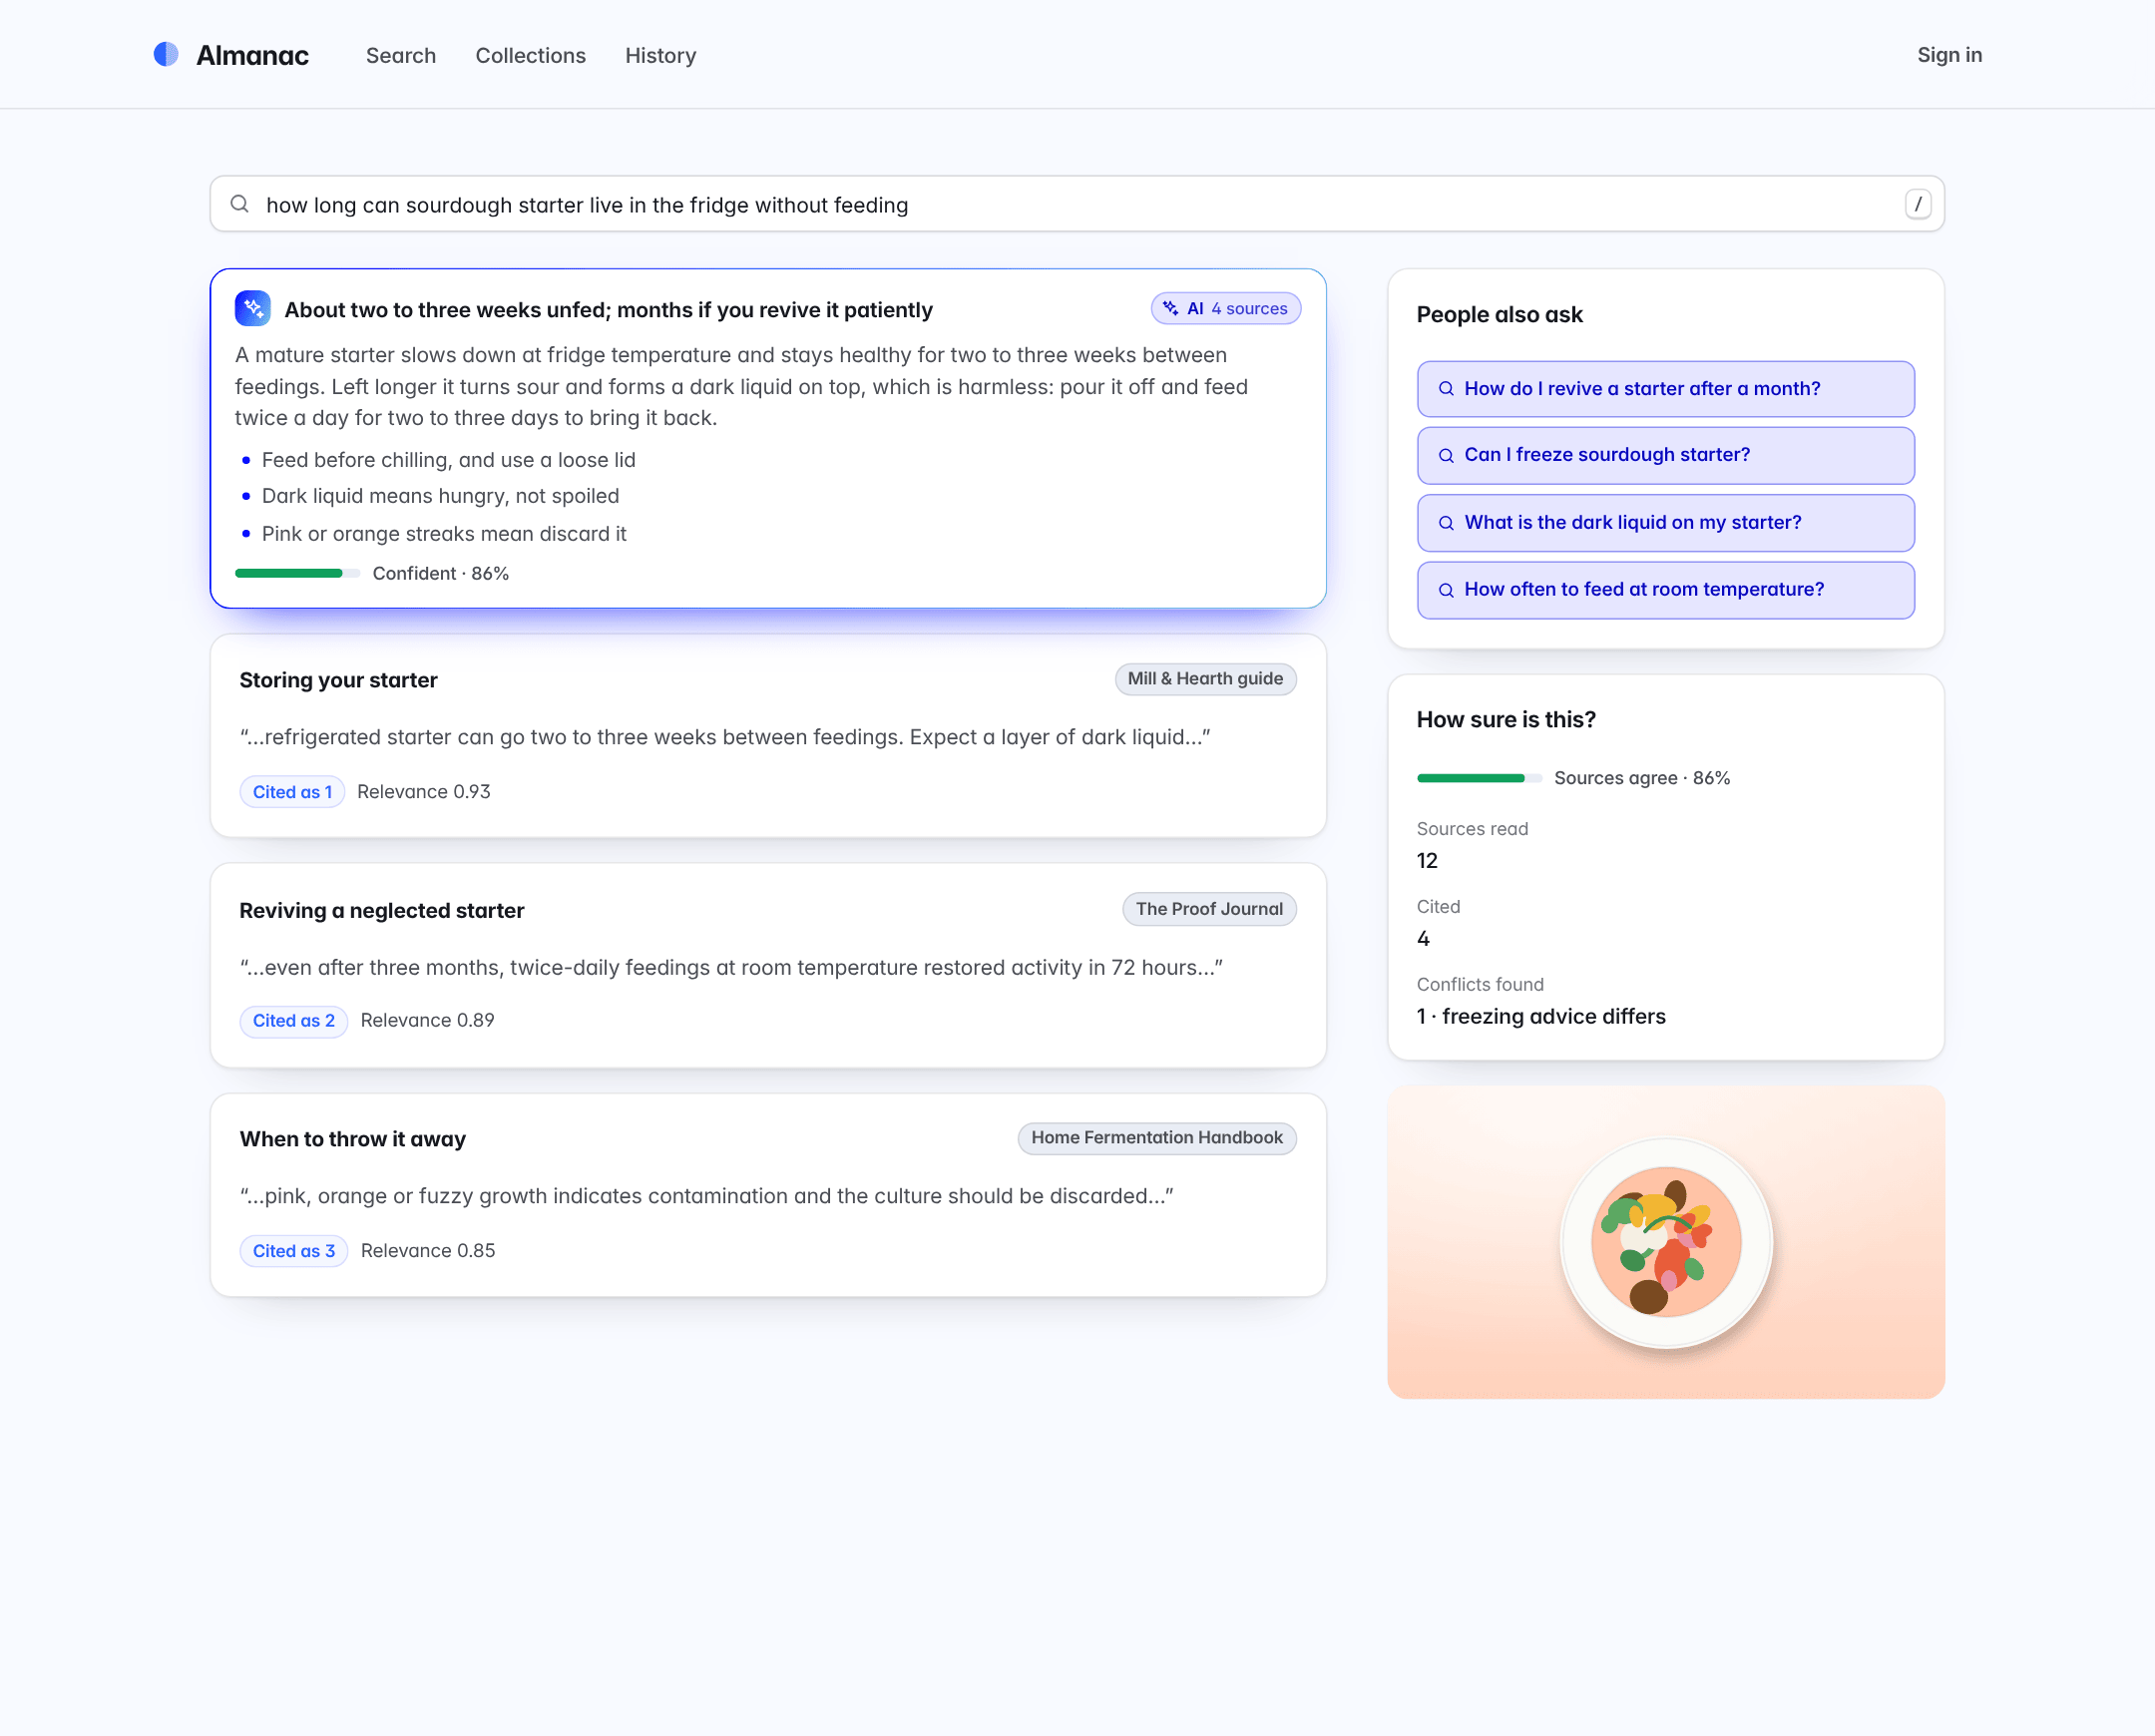 Almanac
Search
Collections
History
Sign in
how long can sourdough starter live in the fridge without feeding
/
About two to three weeks unfed; months if you revive it patiently
AI 4 sources
A mature starter slows down at fridge temperature and stays healthy for two to three weeks between
feedings. Left longer it turns sour and forms a dark liquid on top, which is harmless: pour it off and feed
twice a day for two to three days to bring it back.
Feed before chilling, and use a loose lid
Dark liquid means hungry, not spoiled
Pink or orange streaks mean discard it
Confident · 86%
Storing your starter
Mill & Hearth guide
“…refrigerated starter can go two to three weeks between feedings. Expect a layer of dark liquid…”
Cited as 1
Relevance 0.93
Reviving a neglected starter
The Proof Journal
“…even after three months, twice-daily feedings at room temperature restored activity in 72 hours…”
Cited as 2
Relevance 0.89
When to throw it away
Home Fermentation Handbook
“…pink, orange or fuzzy growth indicates contamination and the culture should be discarded…”
Cited as 3
Relevance 0.85
People also ask
How do I revive a starter after a month?
Can I freeze sourdough starter?
What is the dark liquid on my starter?
How often to feed at room temperature?
How sure is this?
Sources agree · 86%
Sources read
12
Cited
4
Conflicts found
1 · freezing advice differs